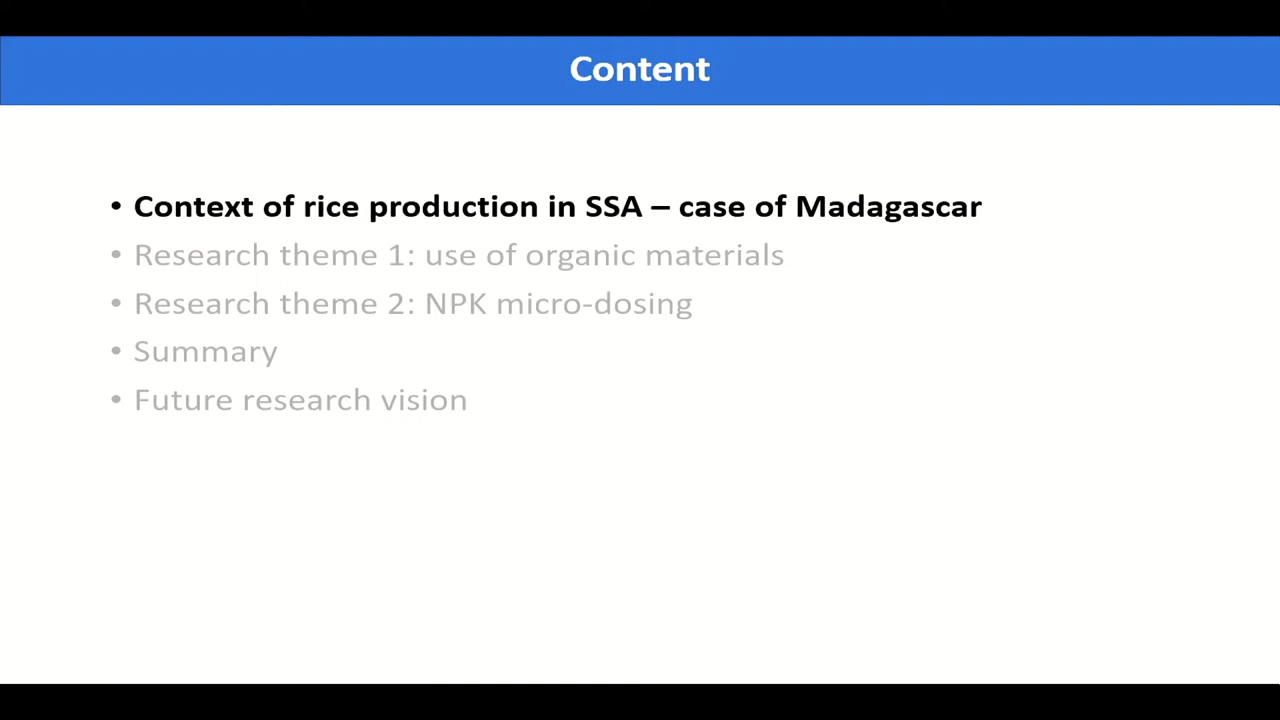 Content
• Context of rice production in SSA – case of Madagascar
• Research theme 1: use of organic materials
• Research theme 2: NPK micro-dosing
• Summary
• Future research vision